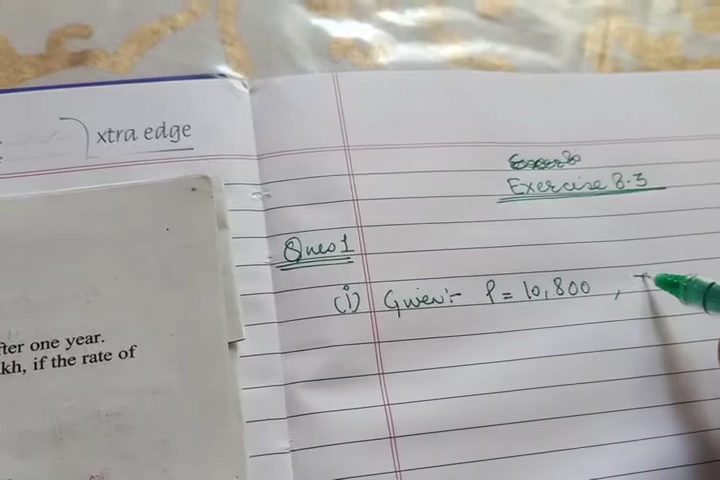 xtra edge
Exercise 8.3
Ques 1
(i) Given:- P = 10,800 ,
fter one year.
kh, if the rate of